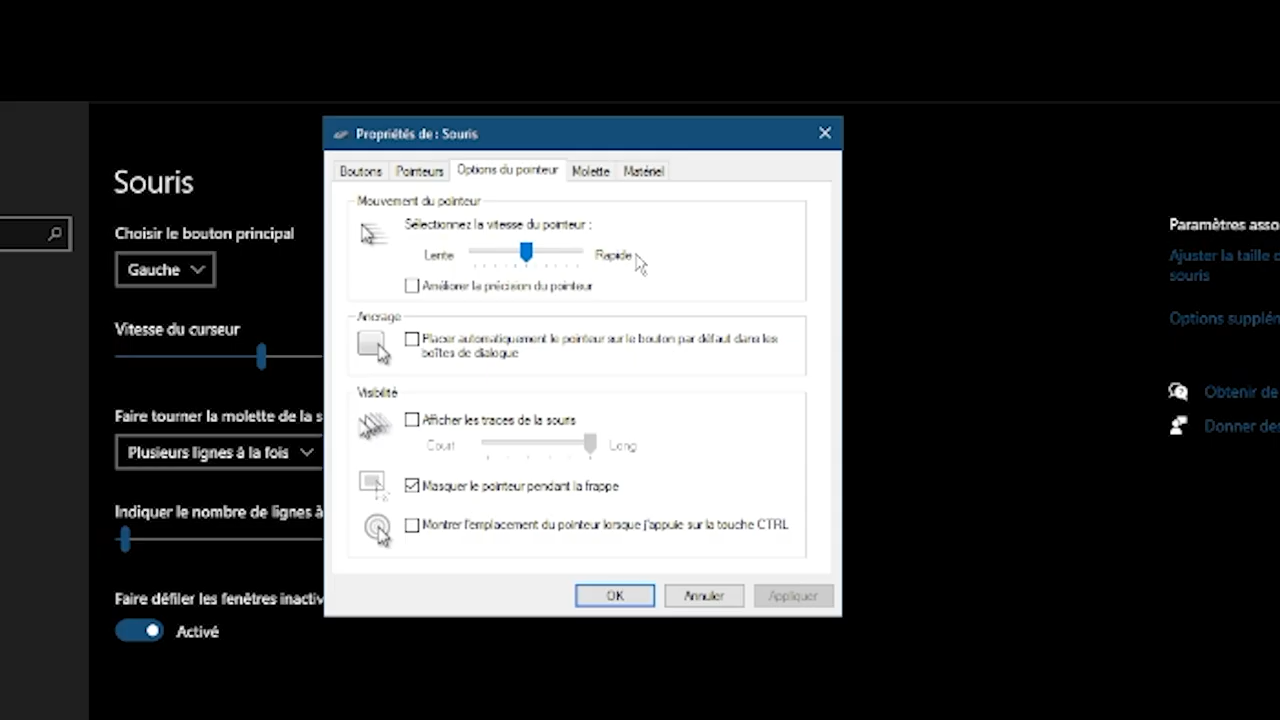 Souris
Choisir le bouton principal
Gauche
Vitesse du curseur
Faire tourner la molette de la s
Plusieurs lignes à la fois
Indiquer le nombre de lignes à
Faire défiler les fenêtres inactiv
Activé
Propriétés de : Souris
Boutons Pointeurs Options du pointeur Molette Matériel
Mouvement du pointeur
Sélectionnez la vitesse du pointeur :
Lente Rapide
Améliorer la précision du pointeur
Ancrage
Placer automatiquement le pointeur sur le bouton par défaut dans les
boîtes de dialogue
Visibilité
Afficher les traces de la souris
Court Long
Masquer le pointeur pendant la frappe
Montrer l'emplacement du pointeur lorsque j'appuie sur la touche CTRL
OK Annuler Appliquer
Paramètres asso
Ajuster la taille d
souris
Options supplém
Obtenir de
Donner des